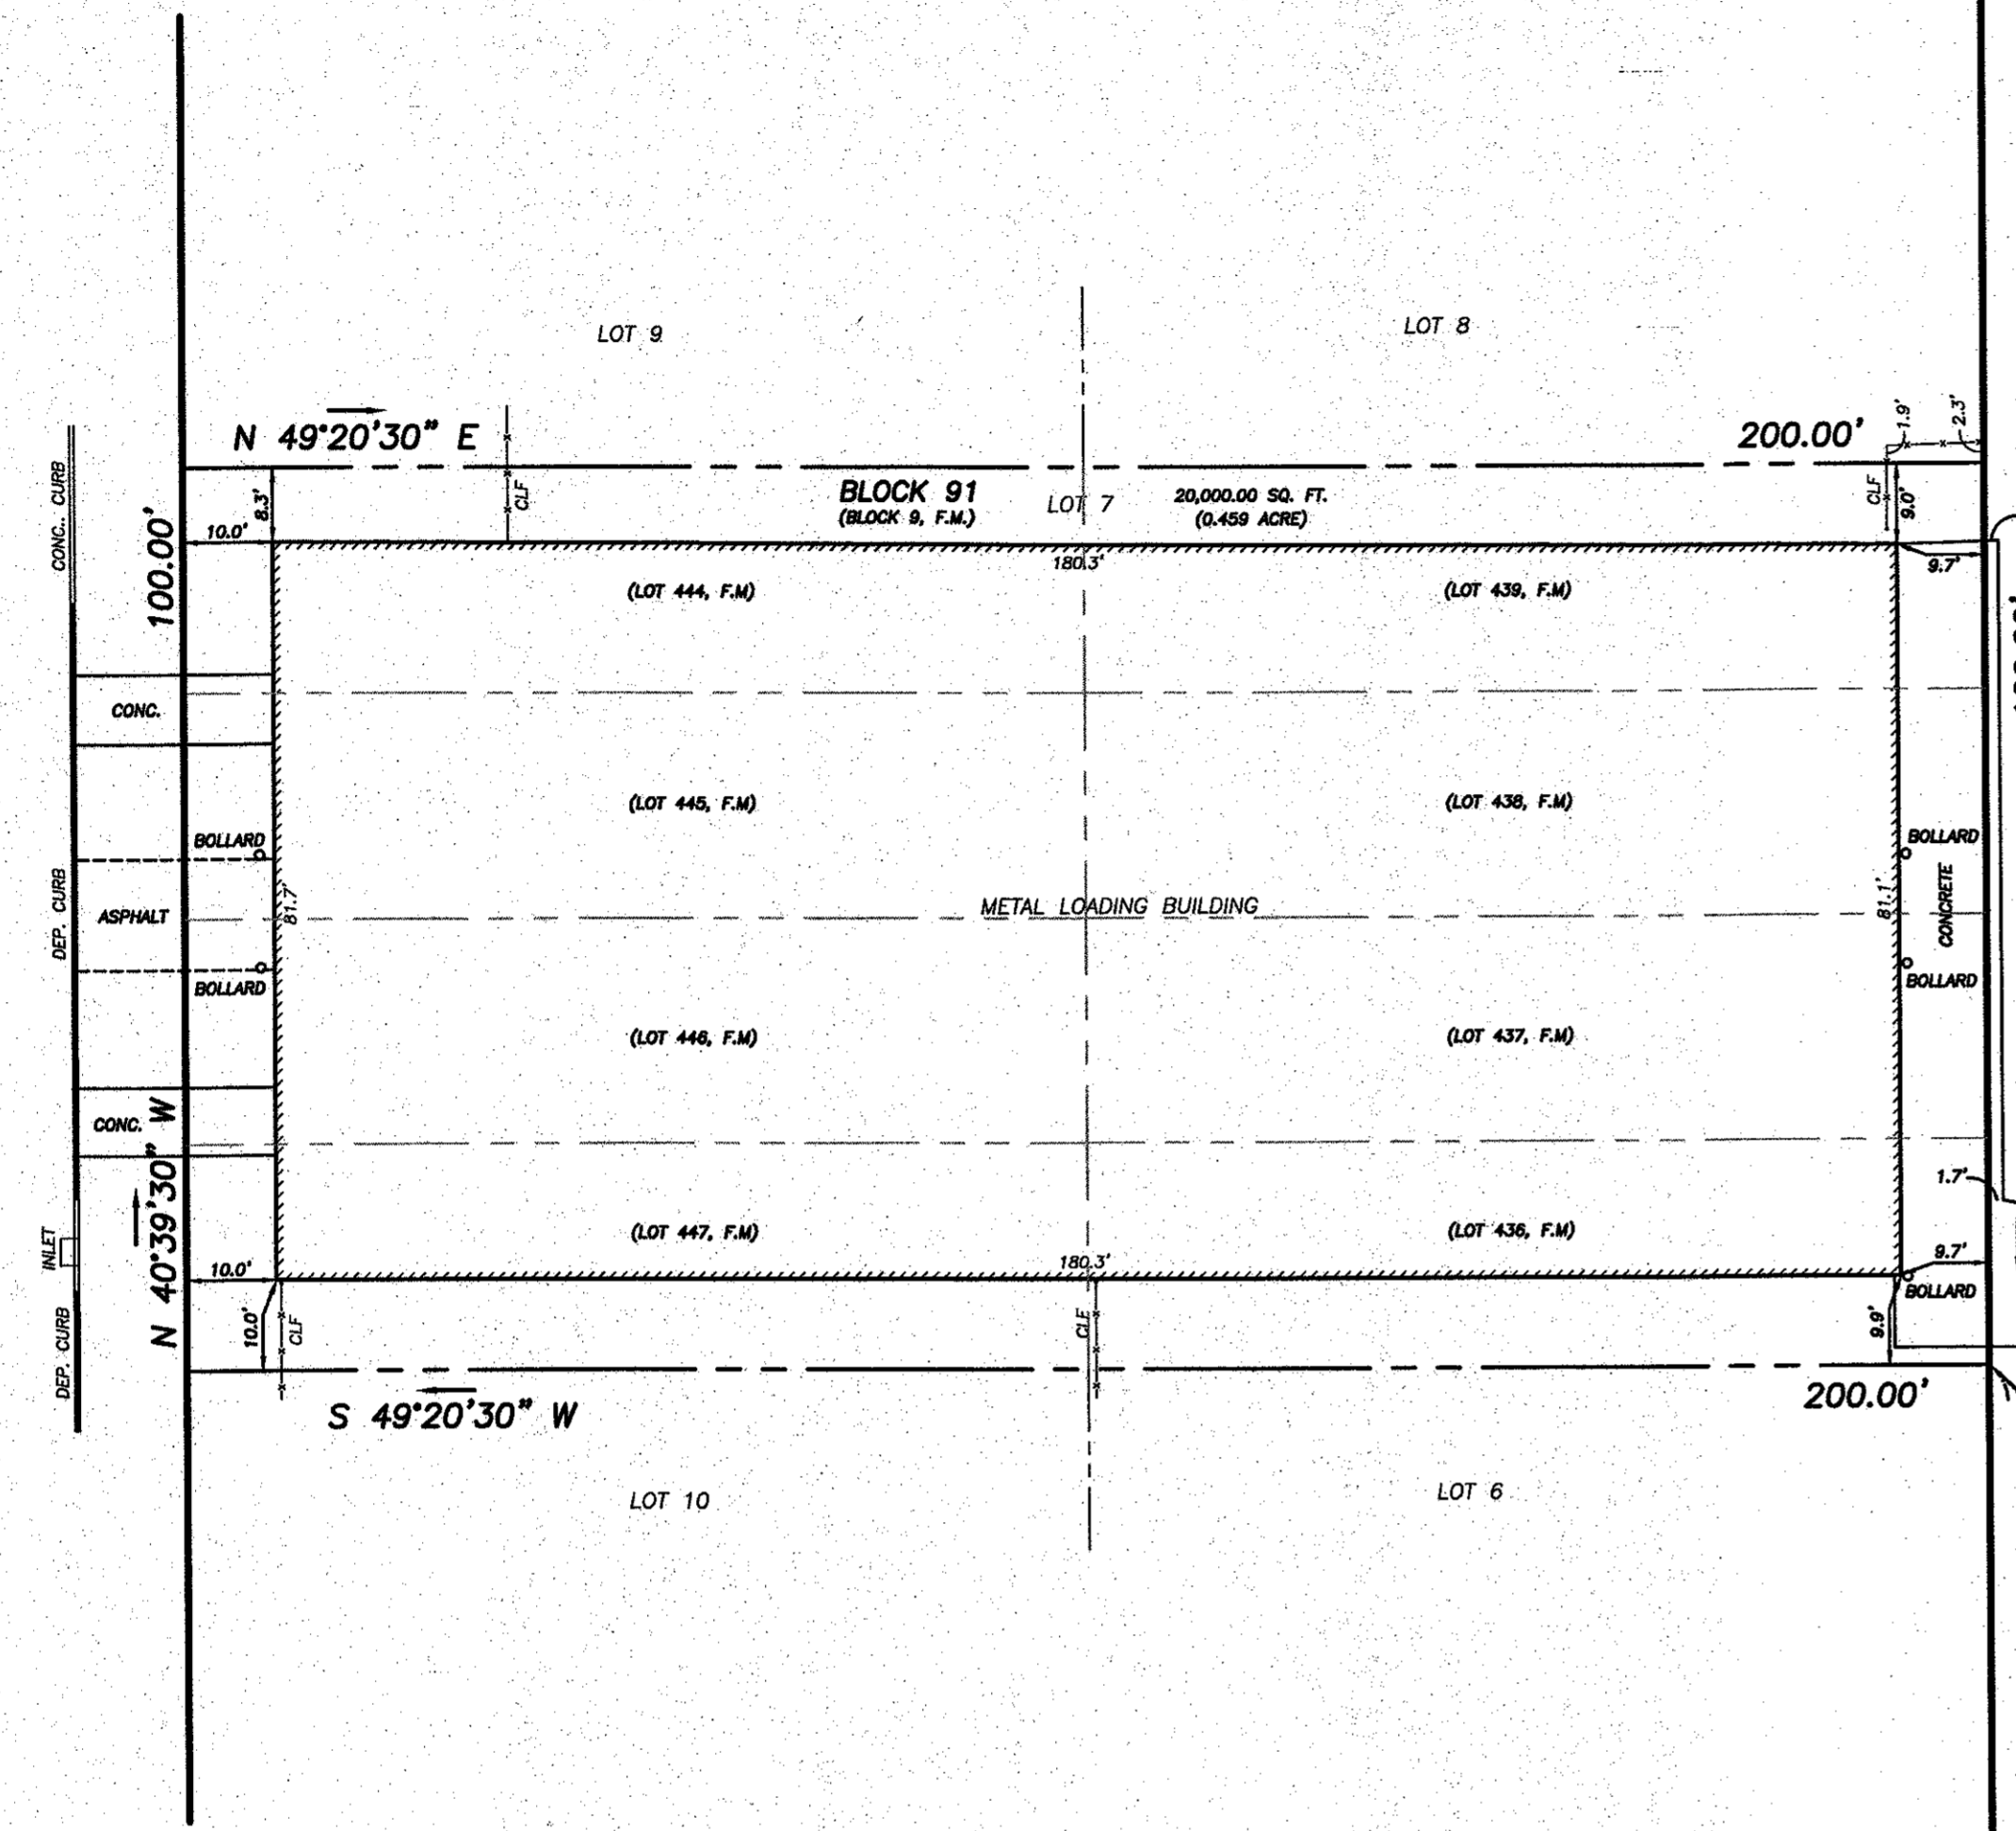 LOT 9
LOT 8
N 49°20'30" E
200.00'
1.9'
2.3'
CONC.. CURB
100.00'
8.3'
10.0'
CLF
BLOCK 91
(BLOCK 9, F.M.)
LOT 7
20,000.00 SQ. FT.
(0.459 ACRE)
CLF
9.0'
9.7'
180.3'
(LOT 444, F.M)
(LOT 439, F.M)
CONC.
(LOT 445, F.M)
(LOT 438, F.M)
BOLLARD
BOLLARD
DEP. CURB
ASPHALT
81.7'
METAL LOADING BUILDING
81.1'
CONCRETE
BOLLARD
BOLLARD
(LOT 446, F.M)
(LOT 437, F.M)
CONC.
N 40°39'30" W
1.7'
INLET
(LOT 447, F.M)
(LOT 436, F.M)
10.0'
180.3'
9.7'
BOLLARD
DEP. CURB
10.0'
CLF
CLF
9.9'
S 49°20'30" W
200.00'
LOT 10
LOT 6